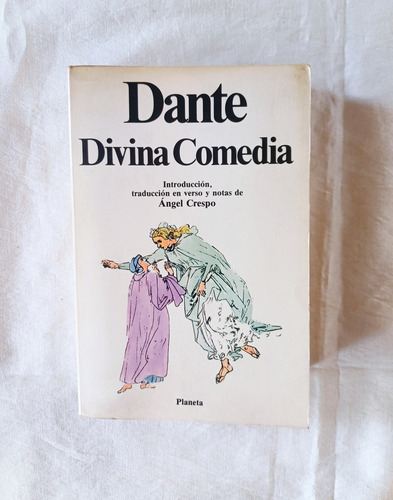 Dante
Divina Comedia
Introducción,
traducción en verso y notas de
Ángel Crespo
Planeta